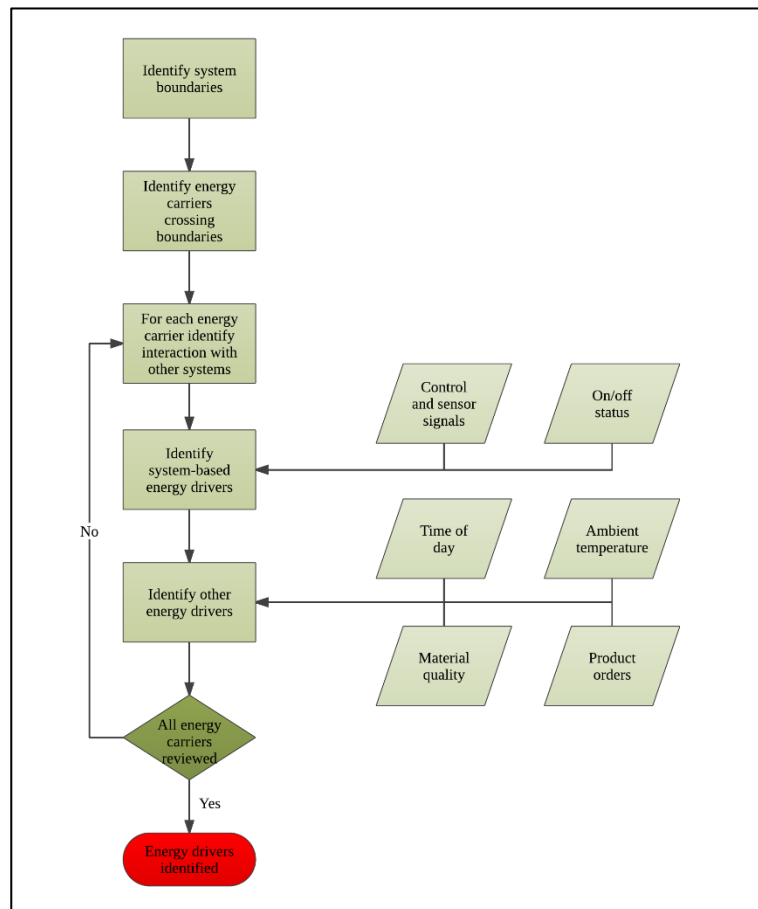 Identify system
boundaries
Identify energy
carriers
crossing
boundaries
For each energy
carrier identify
interaction with
other systems
Control
and sensor
signals
On/off
status
Identify
system-based
energy drivers
Time of
day
Ambient
temperature
No
Identify other
energy drivers
Material
quality
Product
orders
All energy
carriers
reviewed
Yes
Energy drivers
identified